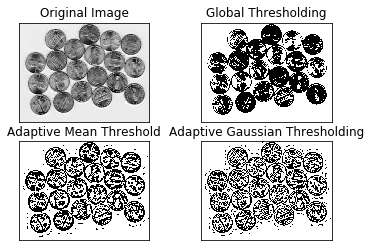 Original Image
Global Thresholding
Adaptive Mean Threshold
Adaptive Gaussian Thresholding